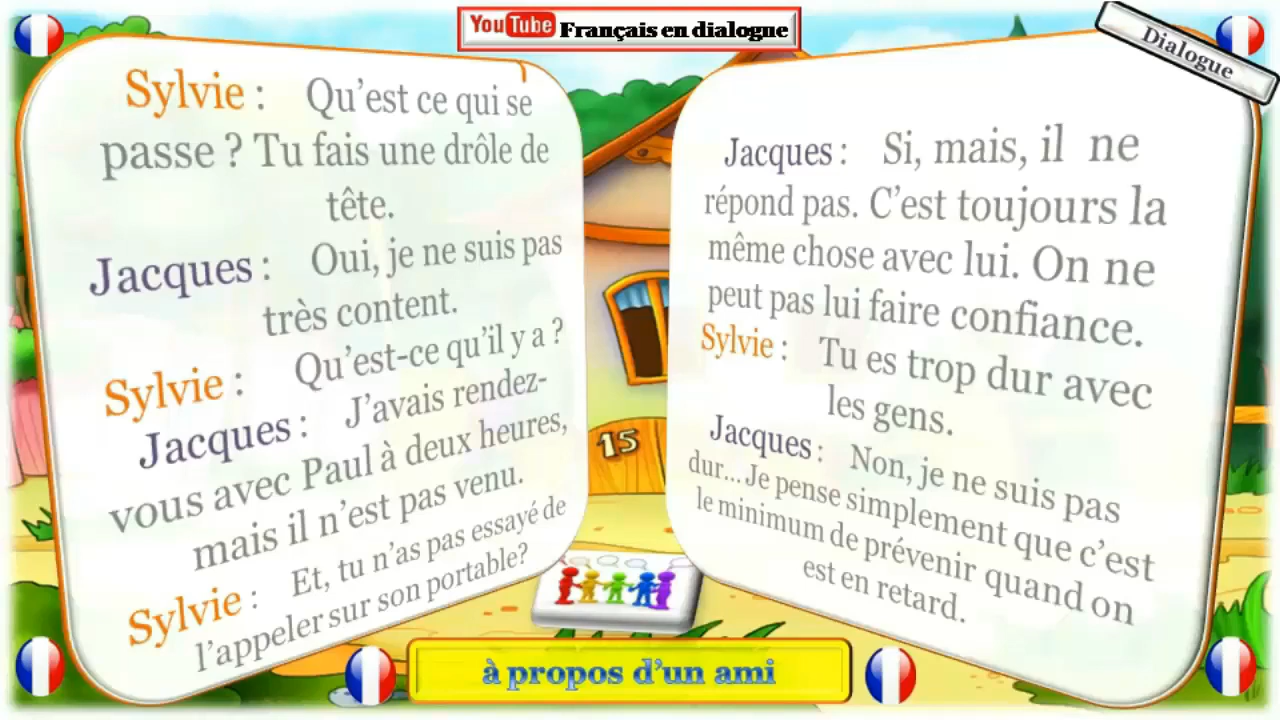 YouTube Français en dialogue
Dialogue
Sylvie : Qu’est ce qui se
passe ? Tu fais une drôle de
tête.
Jacques : Oui, je ne suis pas
très content.
Sylvie : Qu’est-ce qu’il y a ?
Jacques : J’avais rendez-
vous avec Paul à deux heures,
mais il n’est pas venu.
Sylvie : Et, tu n’as pas essayé de
l’appeler sur son portable?
15
Jacques : Si, mais, il ne
répond pas. C’est toujours la
même chose avec lui. On ne
peut pas lui faire confiance.
Sylvie : Tu es trop dur avec
les gens.
Jacques : Non, je ne suis pas
dur...Je pense simplement que c’est
le minimum de prévenir quand on
est en retard.
à propos d’un ami